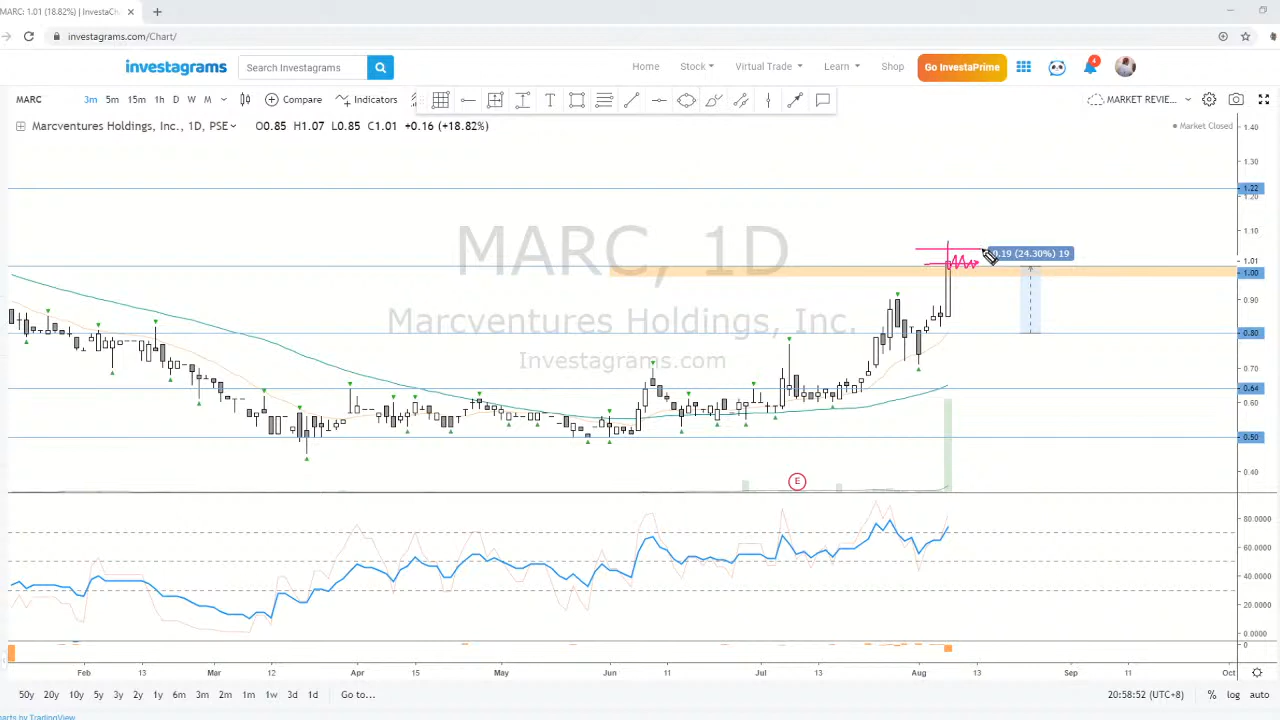 MARC: 1.01 (18.82%) | InvestaCh
investagrams.com/Chart/
investagrams
Search Investagrams
Home
Stock
Virtual Trade
Learn
Shop
Go InvestaPrime
4
MARC
3m 5m 15m 1h D W M
Compare
Indicators
MARKET REVIE...
Marcventures Holdings, Inc., 1D, PSE
O0.85 H1.07 L0.85 C1.01 +0.16 (+18.82%)
Market Closed
1.40
1.30
1.22
1.20
1.10
1.01
1.00
0.90
0.80
0.70
0.64
0.60
0.50
0.40
MARC, 1D
Marcventures Holdings, Inc.
Investagrams.com
0.19 (24.30%) 19
E
80.0000
60.0000
40.0000
20.0000
0.0000
0
Feb 13 Mar 12 Apr 15 May Jun 11 Jul 13 Aug 13 Sep 11 Oct
50y 20y 10y 5y 3y 2y 1y 6m 3m 2m 1m 1w 3d 1d Go to...
20:58:52 (UTC+8) % log auto
arts by TradingView